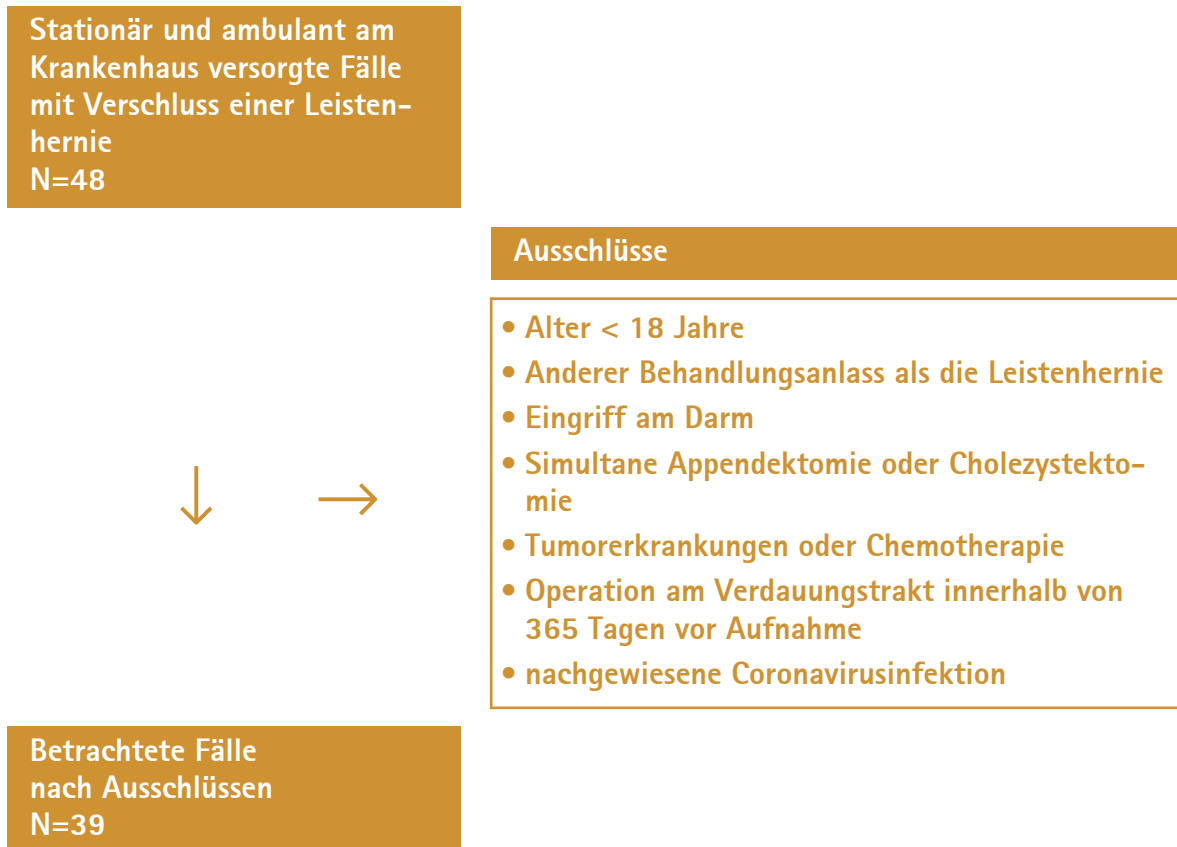 Stationär und ambulant am
Krankenhaus versorgte Fälle
mit Verschluss einer Leisten-
hernie
N=48
Ausschlüsse
• Alter < 18 Jahre
• Anderer Behandlungsanlass als die Leistenhernie
• Eingriff am Darm
• Simultane Appendektomie oder Cholezystekto-
mie
• Tumorerkrankungen oder Chemotherapie
• Operation am Verdauungstrakt innerhalb von
365 Tagen vor Aufnahme
• nachgewiesene Coronavirusinfektion
Betrachtete Fälle
nach Ausschlüssen
N=39